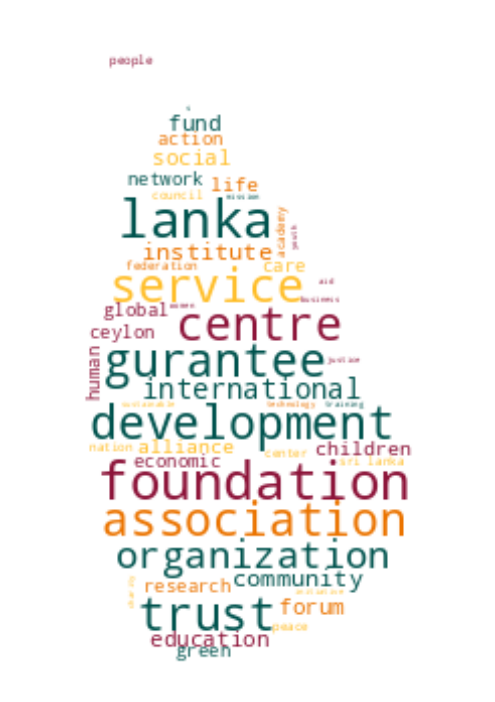 people
s
fund
action
social
network life
council mission
lanka
academy
youth
institute
federation care
service aid
women business
global
centre
ceylon
human
gurantee justice
international
sustainable technology training
development
nation alliance center children
economic sri lanka
foundation
association
organization
community
charity research initiative
trust forum
peace
education
green